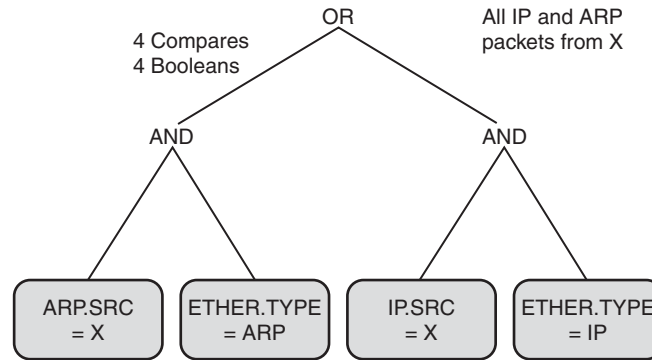 OR
4 Compares
4 Booleans
All IP and ARP
packets from X
AND
AND
ARP.SRC
= X
ETHER.TYPE
= ARP
IP.SRC
= X
ETHER.TYPE
= IP